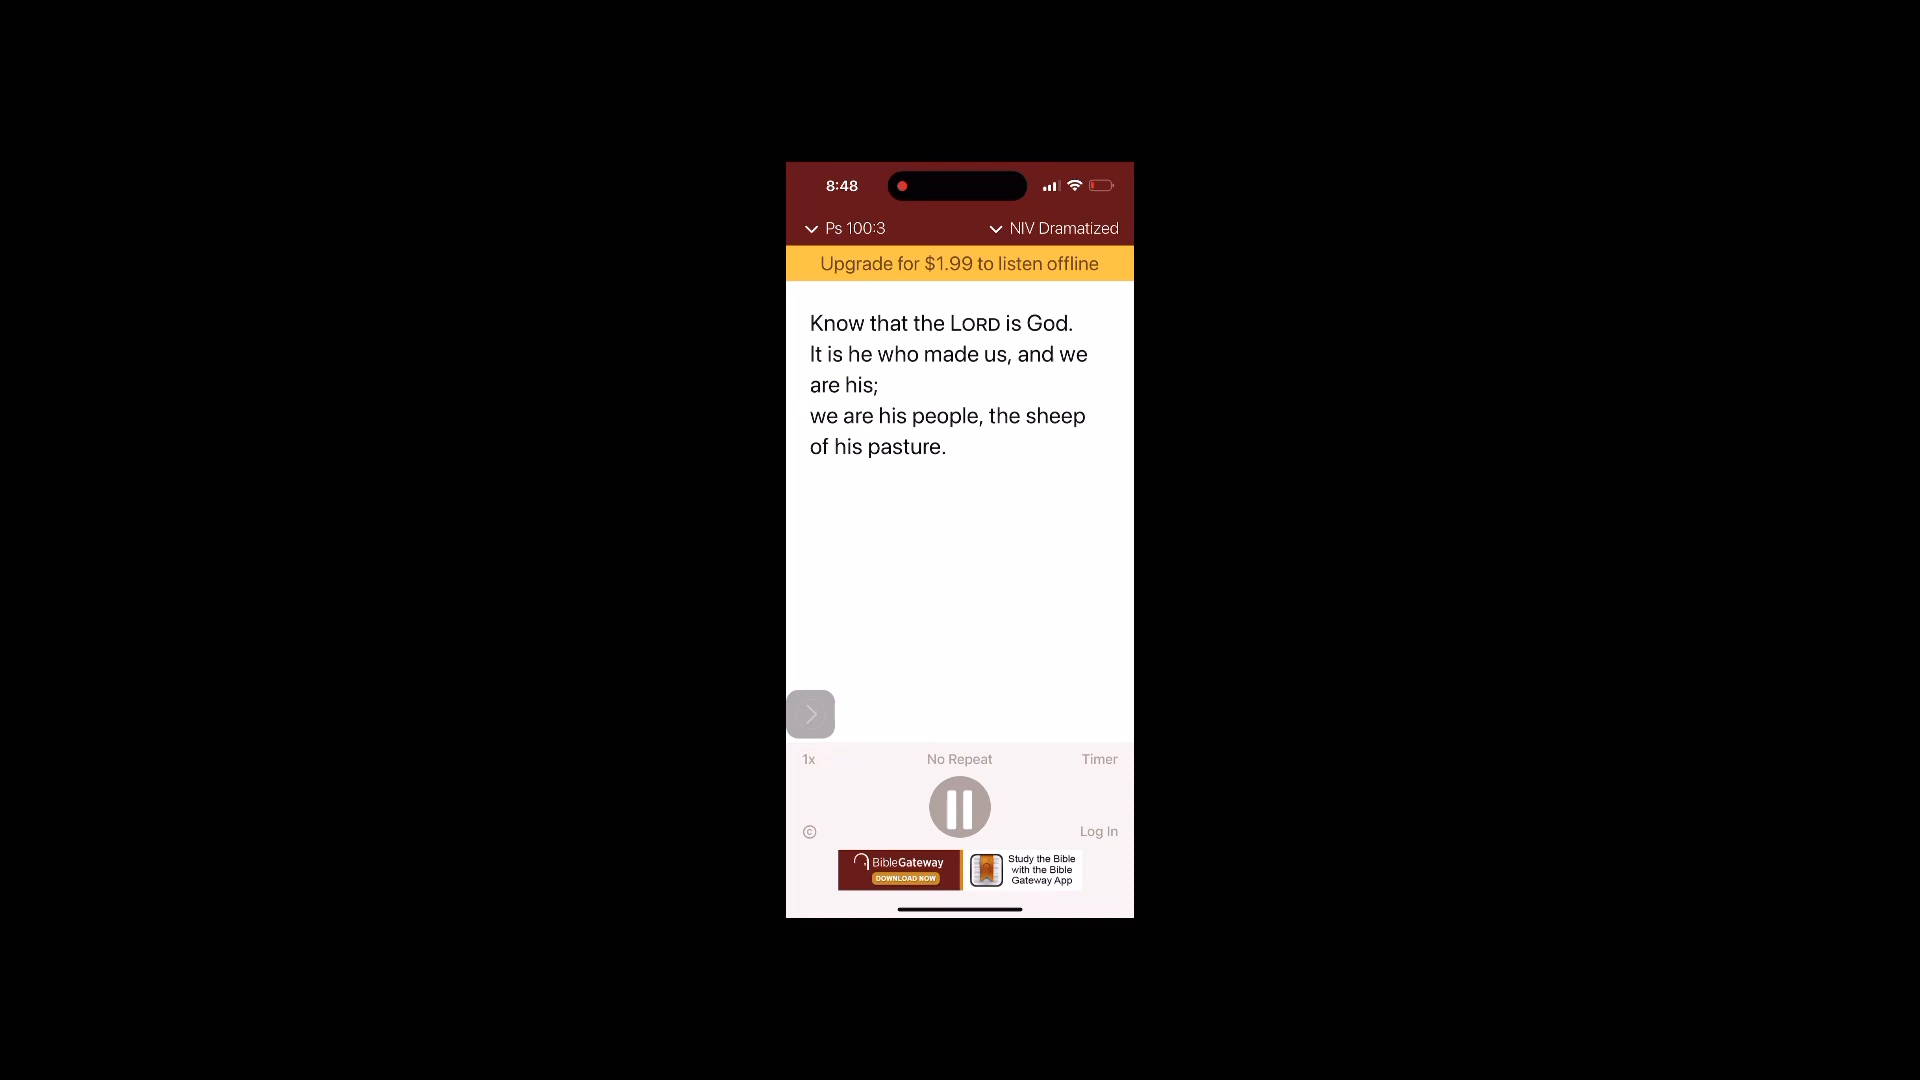 8:48
Ps 100:3
NIV Dramatized
Upgrade for $1.99 to listen offline
Know that the LORD is God.
It is he who made us, and we
are his;
we are his people, the sheep
of his pasture.
1x
No Repeat
Timer
©
Log In
BibleGateway
DOWNLOAD NOW
Study the Bible
with the Bible
Gateway App